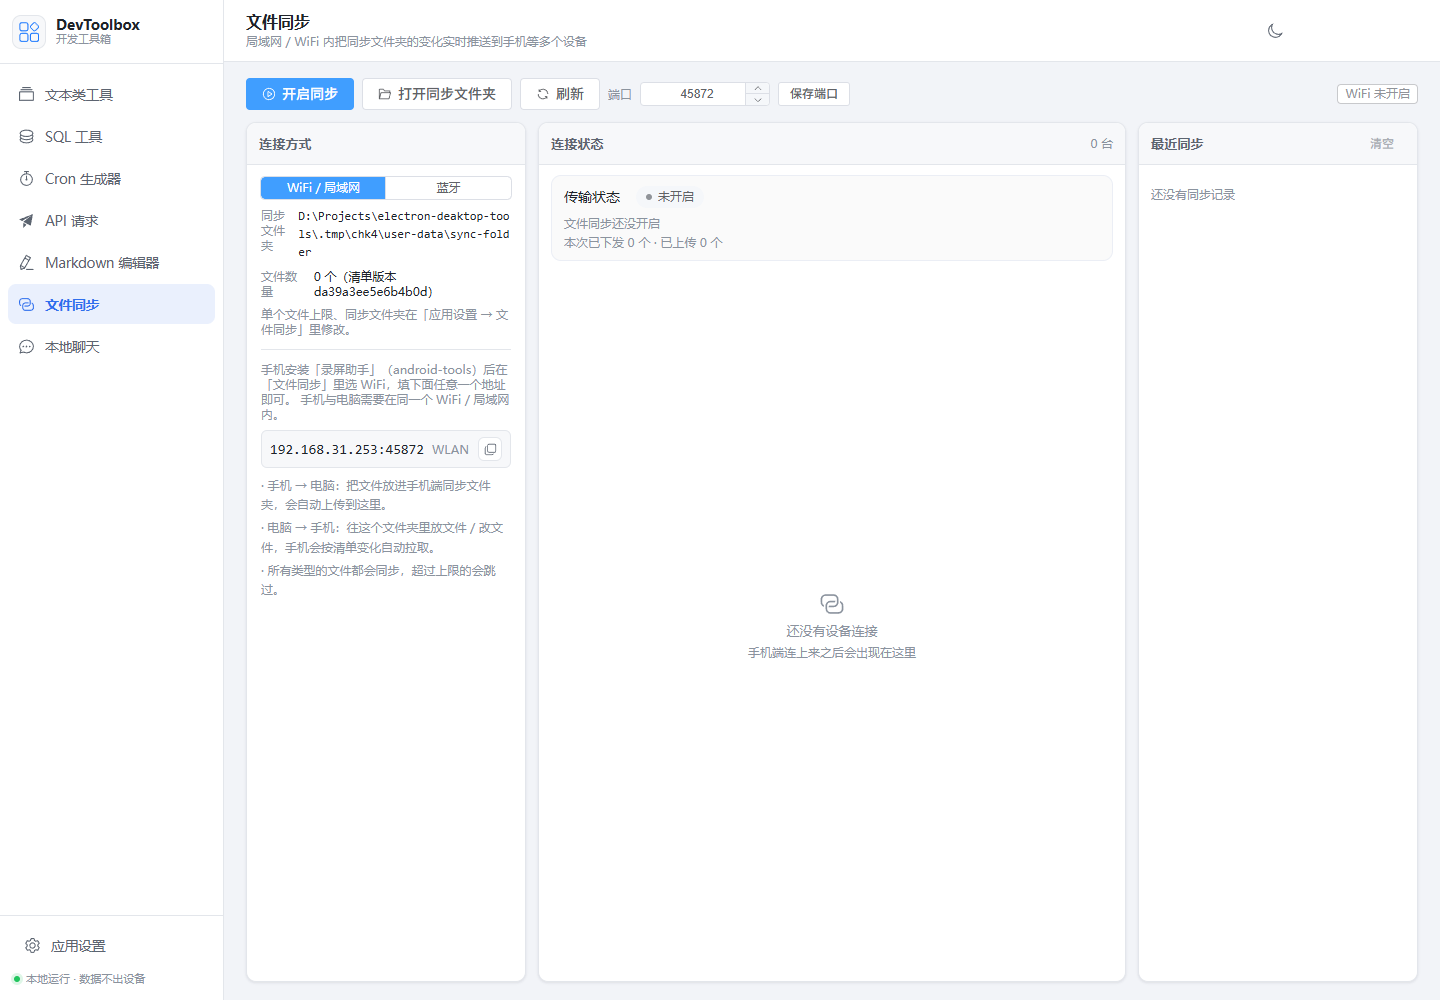 DevToolbox
开发工具箱
文本类工具
SQL 工具
Cron 生成器
API 请求
Markdown 编辑器
文件同步
本地聊天
应用设置
本地运行 · 数据不出设备
文件同步
局域网 / WiFi 内把同步文件夹的变化实时推送到手机等多个设备
开启同步
打开同步文件夹
刷新
端口
45872
保存端口
WiFi 未开启
连接方式
WiFi / 局域网
蓝牙
同步文件夹
D:\Projects\electron-deaktop-too
ls\.tmp\chk4\user-data\sync-fold
er
文件数量
0 个（清单版本
da39a3ee5e6b4b0d）
单个文件上限、同步文件夹在「应用设置 → 文
件同步」里修改。
手机安装「录屏助手」（android-tools）后在
「文件同步」里选 WiFi，填下面任意一个地址
即可。 手机与电脑需要在同一个 WiFi / 局域网
内。
192.168.31.253:45872 WLAN
· 手机 → 电脑：把文件放进手机端同步文件
夹，会自动上传到这里。
· 电脑 → 手机：往这个文件夹里放文件 / 改文
件，手机会按清单变化自动拉取。
· 所有类型的文件都会同步，超过上限的会跳
过。
连接状态
0 台
传输状态
未开启
文件同步还没开启
本次已下发 0 个 · 已上传 0 个
还没有设备连接
手机端连上来之后会出现在这里
最近同步
清空
还没有同步记录